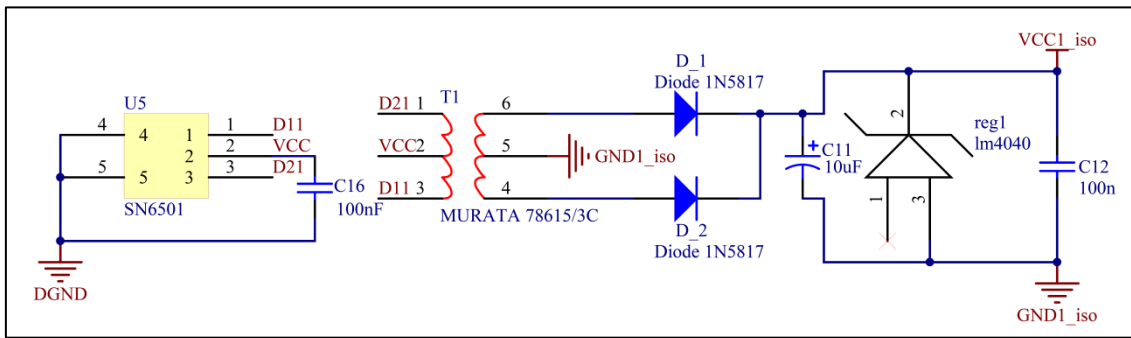 U5
4
5
4
5
1
2
3
1
2
3
D11
VCC
D21
SN6501
C16
100nF
DGND
D21
1
VCC
2
D11
3
T1
6
5
4
GND1_iso
MURATA 78615/3C
D_1
Diode 1N5817
D_2
Diode 1N5817
+
C11
10uF
2
1
3
reg1
lm4040
VCC1_iso
C12
100n
GND1_iso